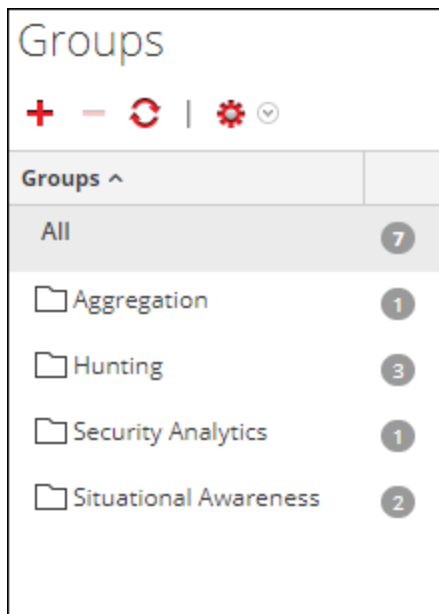 Groups
Groups
All 7
Aggregation 1
Hunting 3
Security Analytics 1
Situational Awareness 2